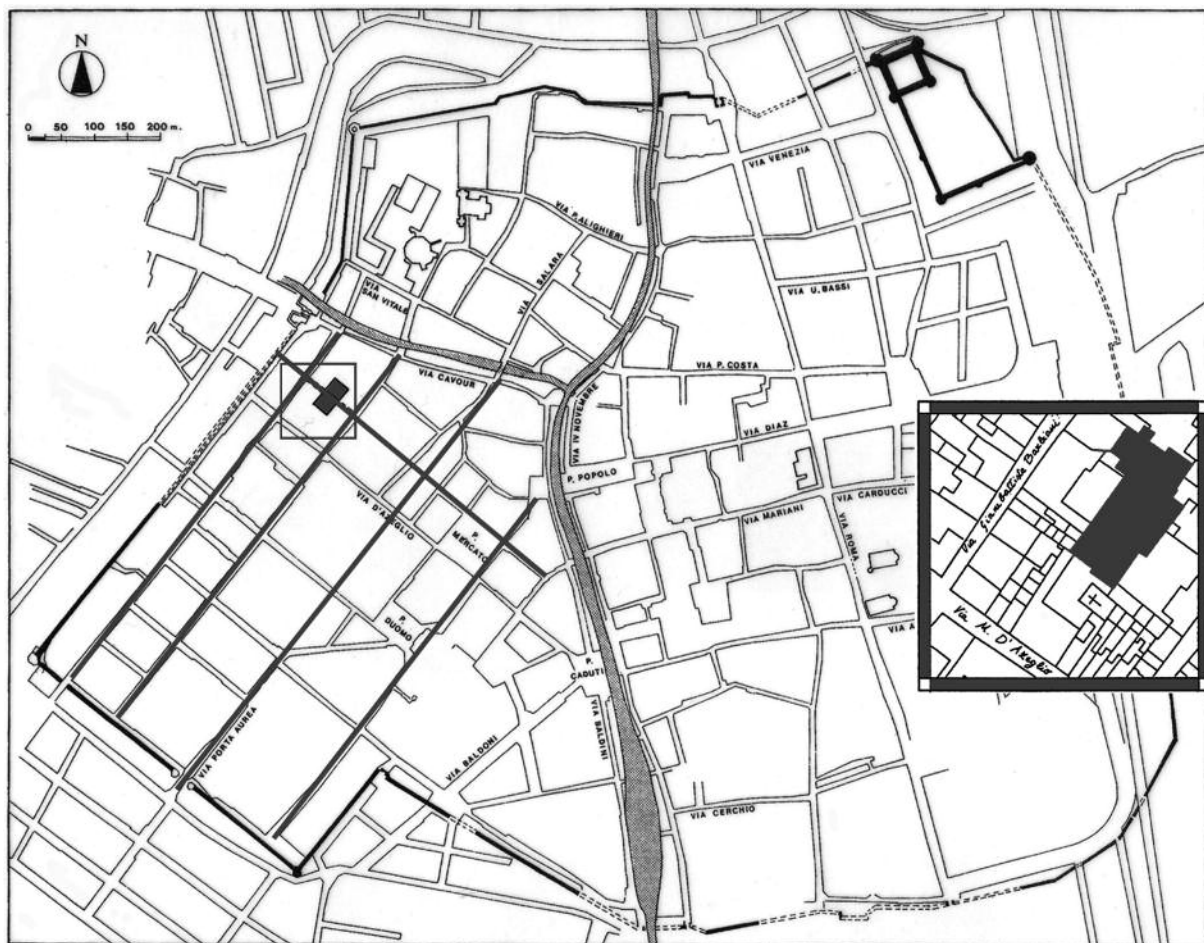 N
0 50 100 150 200 m.
VIA VENEZIA
VIA P. ALIGHIERI
VIA SALARA
VIA
SAN VITALE
VIA U. BASSI
VIA CAVOUR
VIA P. COSTA
VIA IV NOVEMBRE
VIA DIAZ
P. POPOLO
VIA CARDUCCI
VIA D'AZEGLIO
P.
MERCATO
VIA MARIANI
VIA ROMA
P.
DUOMO
VIA A
P.
CADUTI
VIA PORTA AUREA
VIA BALDONI
VIA BALDINI
VIA CERCHIO
Via Giambattista Barbiani
Via M. D'Azeglio